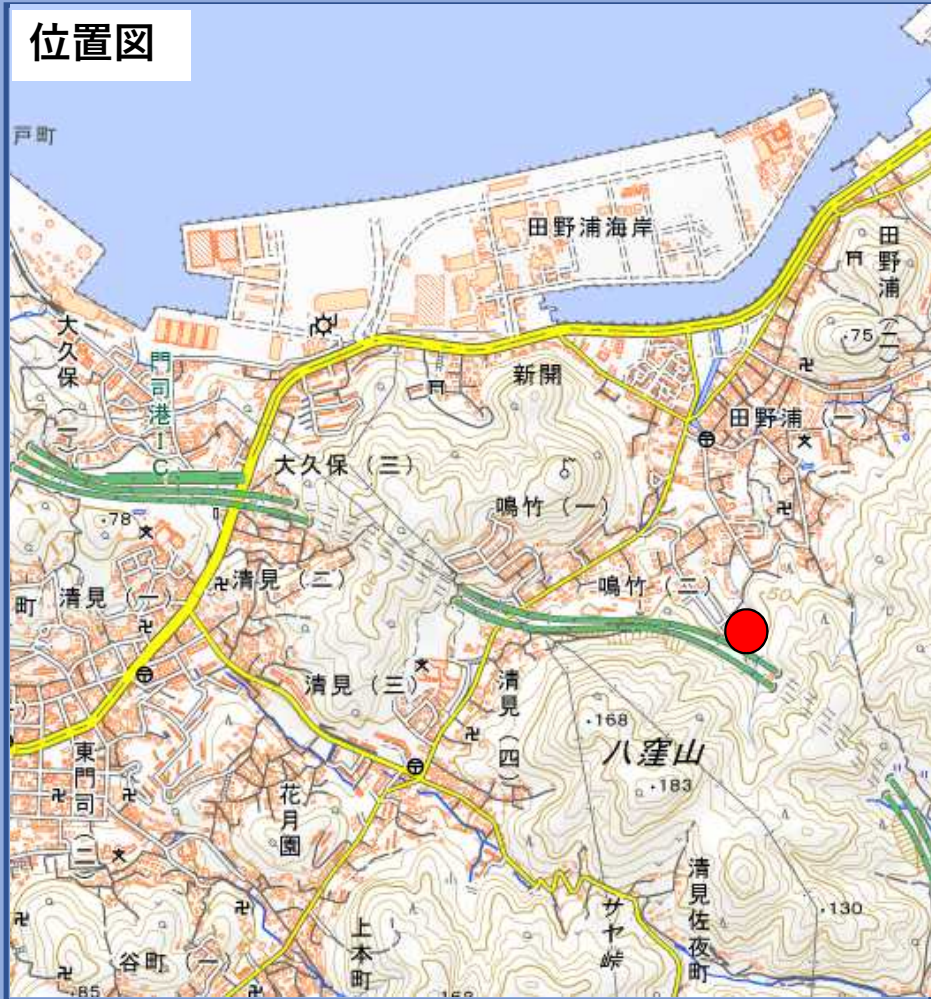 位置図
戸町
田野浦海岸
田野浦(二)
大久保(一)
門司港IC
・75
新開
田野浦(一)
大久保(三)
鳴竹(一)
・78
清見(一)
清見(二)
鳴竹(二)
50
町
清見(三)
清見(四)
・168
八窪山
・183
東門司(二)
花月園
清見佐夜町
サヤ峠
・130
上本町
谷町(一)
・85
168